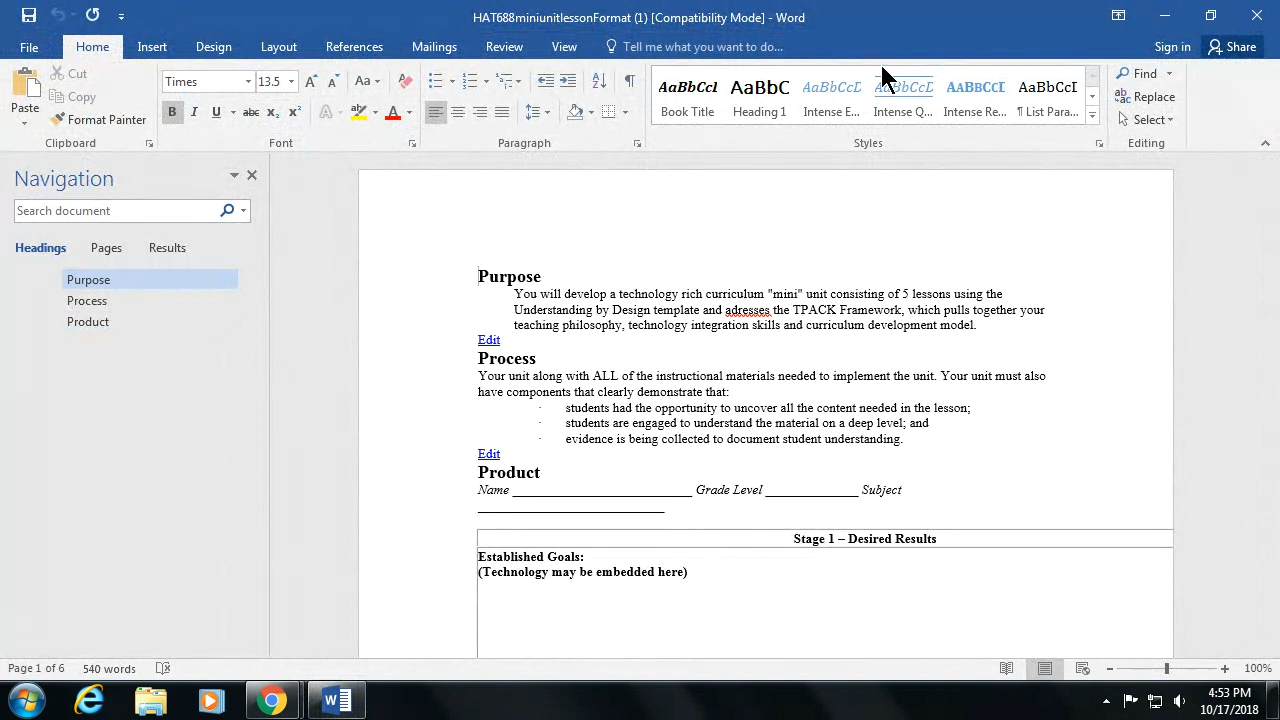 HAT688miniunitlessonFormat (1) [Compatibility Mode] - Word
File Home Insert Design Layout References Mailings Review View Tell me what you want to do... Sign in Share
Paste Cut Copy Format Painter
Clipboard
Times 13.5 Aa
B I U abc x₂ x² A ab A
Font
Paragraph
AaBbCcI AaBbC AaBbCcD AaBbCcD AABBCCDI AaBbCcI
Book Title Heading 1 Intense E... Intense Q... Intense Re... ¶ List Para...
Styles
Find
Replace
Select
Editing
Navigation
Search document
Headings Pages Results
Purpose
Process
Product
Purpose
You will develop a technology rich curriculum "mini" unit consisting of 5 lessons using the
Understanding by Design template and adresses the TPACK Framework, which pulls together your
teaching philosophy, technology integration skills and curriculum development model.
Edit
Process
Your unit along with ALL of the instructional materials needed to implement the unit. Your unit must also
have components that clearly demonstrate that:
· students had the opportunity to uncover all the content needed in the lesson;
· students are engaged to understand the material on a deep level; and
· evidence is being collected to document student understanding.
Edit
Product
Name ____________________________ Grade Level ______________ Subject
_____________________________
Stage 1 – Desired Results
Established Goals:
(Technology may be embedded here)
Page 1 of 6 540 words 100%
4:53 PM
10/17/2018